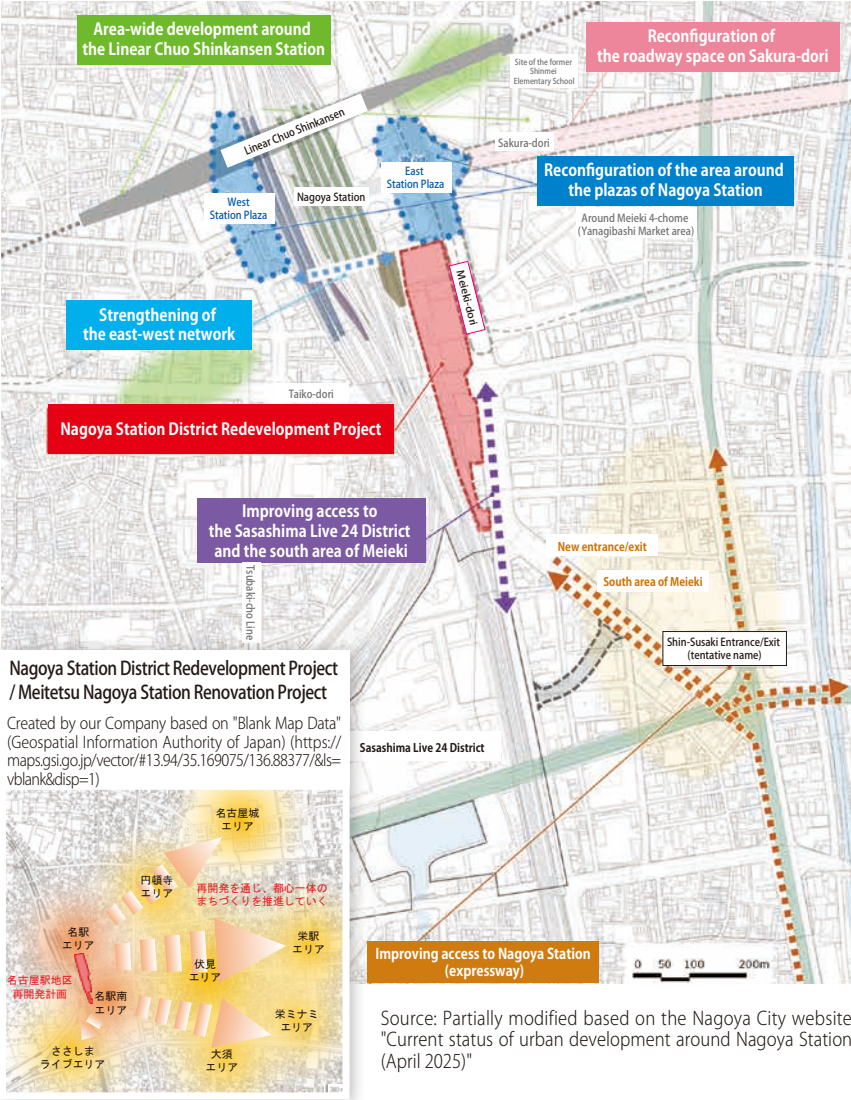 Area-wide development around
the Linear Chuo Shinkansen Station
Reconfiguration of
the roadway space on Sakura-dori
Site of the former
Shinmei
Elementary School
Linear Chuo Shinkansen
Sakura-dori
East
Station Plaza
Reconfiguration of the area around
the plazas of Nagoya Station
Nagoya Station
West
Station Plaza
Around Meieki 4-chome
(Yanagibashi Market area)
Meieki-dori
Strengthening of
the east-west network
Taiko-dori
Nagoya Station District Redevelopment Project
Improving access to
the Sasashima Live 24 District
and the south area of Meieki
New entrance/exit
South area of Meieki
Tsubaki-cho Line
Shin-Susaki Entrance/Exit
(tentative name)
Sasashima Live 24 District
Improving access to Nagoya Station
(expressway)
0 50 100 200m
Nagoya Station District Redevelopment Project
/ Meitetsu Nagoya Station Renovation Project
Created by our Company based on "Blank Map Data"
(Geospatial Information Authority of Japan) (https://
maps.gsi.go.jp/vector/#13.94/35.169075/136.88377/&ls=
vblank&disp=1)
名古屋城
エリア
円頓寺
エリア
再開発を通じ、都心一体の
まちづくりを推進していく
名駅
エリア
伏見
エリア
栄駅
エリア
名古屋駅地区
再開発計画
名駅南
エリア
栄ミナミ
エリア
ささしま
ライブエリア
大須
エリア
Source: Partially modified based on the Nagoya City website
"Current status of urban development around Nagoya Station
(April 2025)"